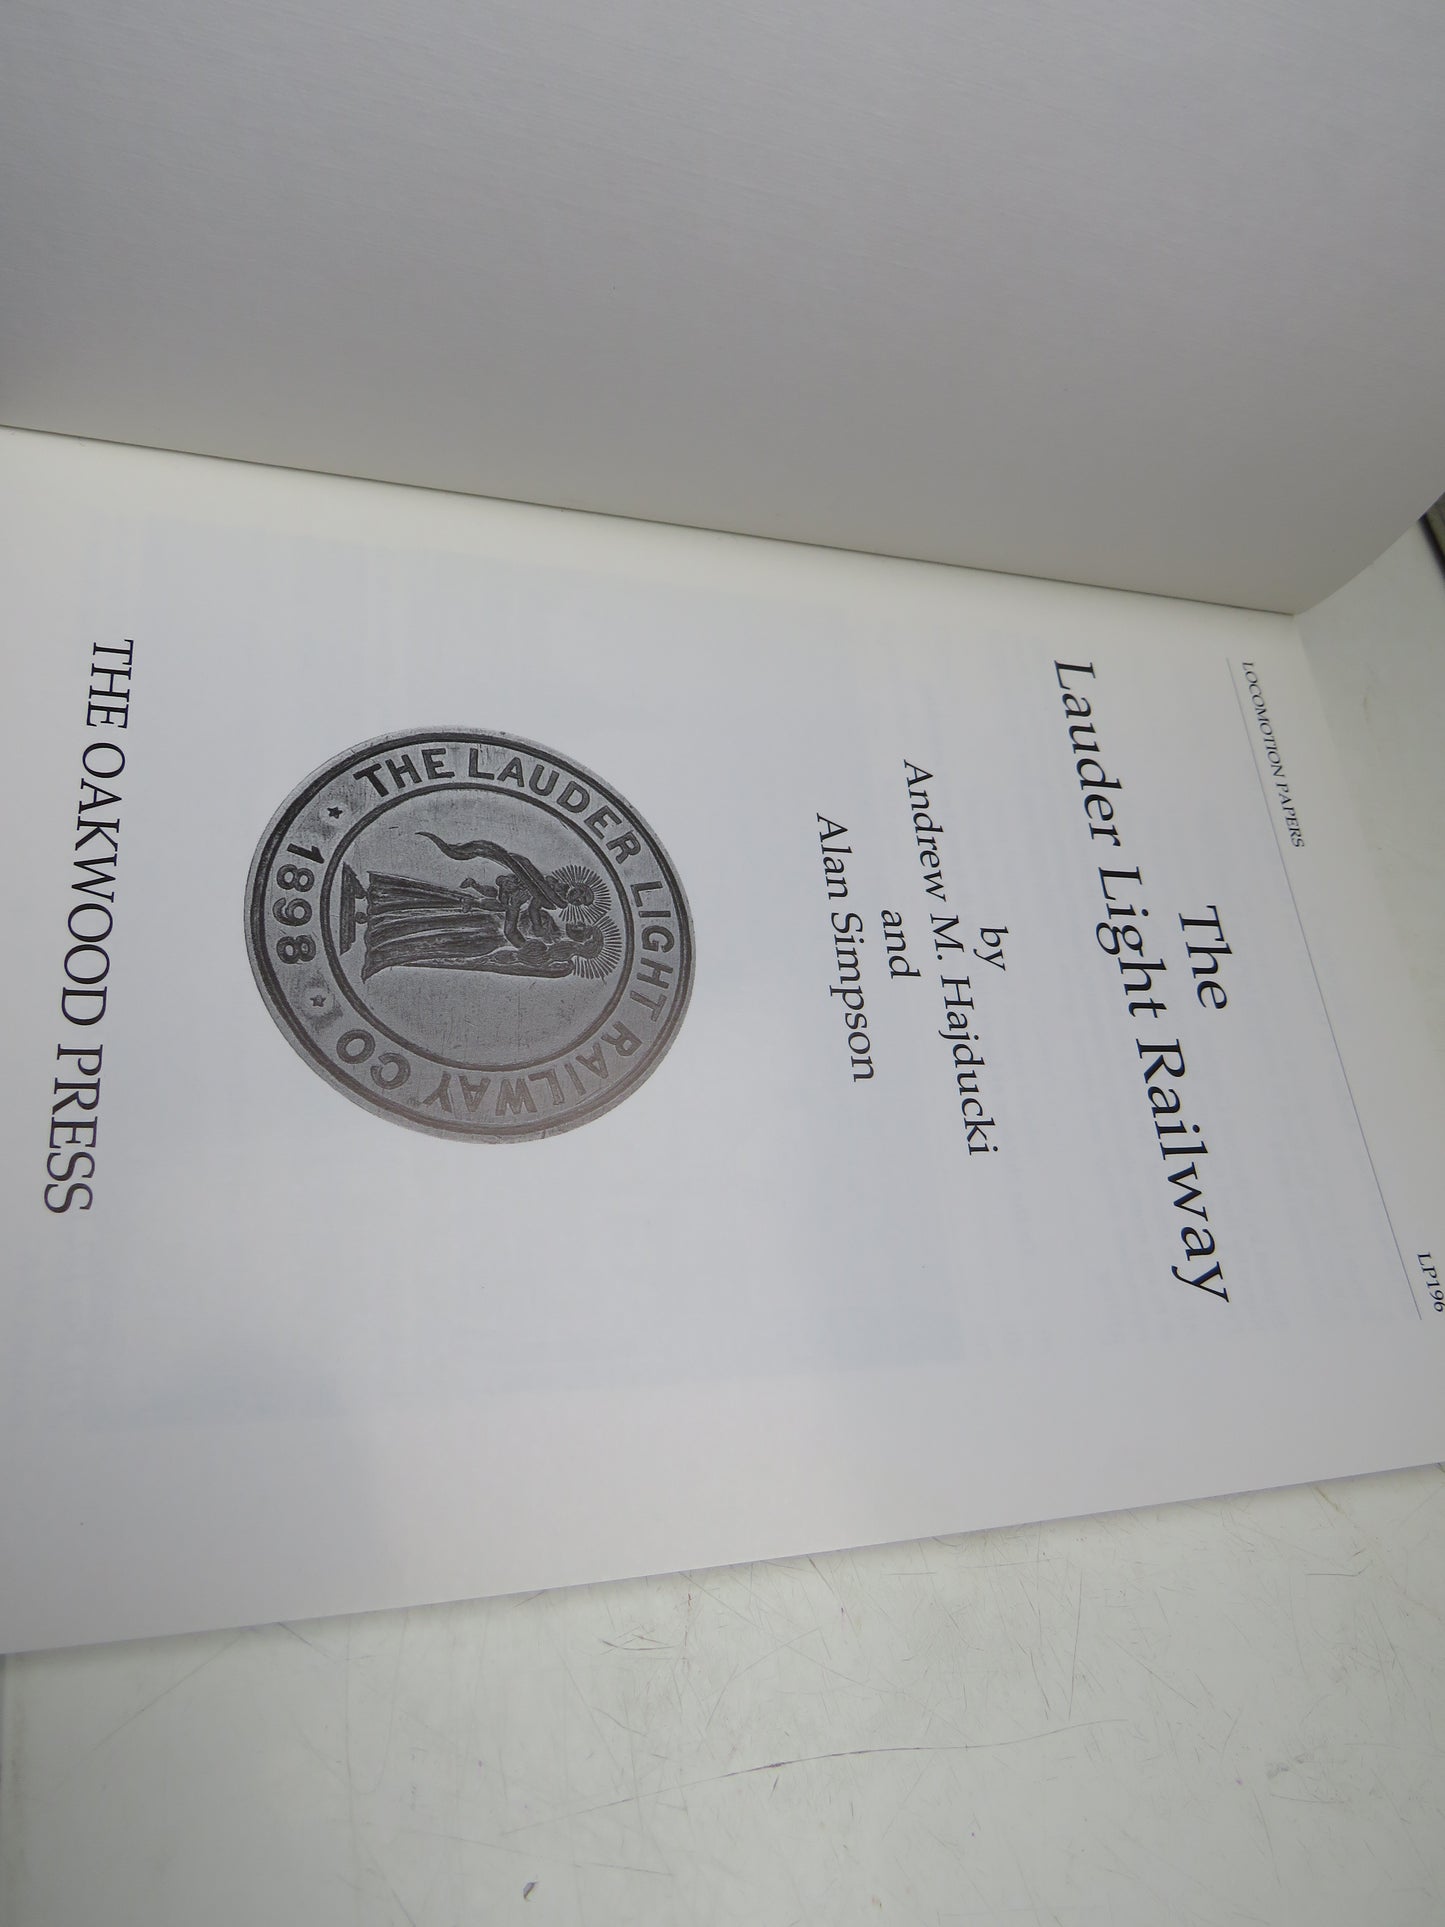 LOCOMOTION PAPERS LP196
The
Lauder Light Railway
by
Andrew M. Hajducki
and
Alan Simpson
THE LAUDER LIGHT RAILWAY CO
1898
THE OAKWOOD PRESS